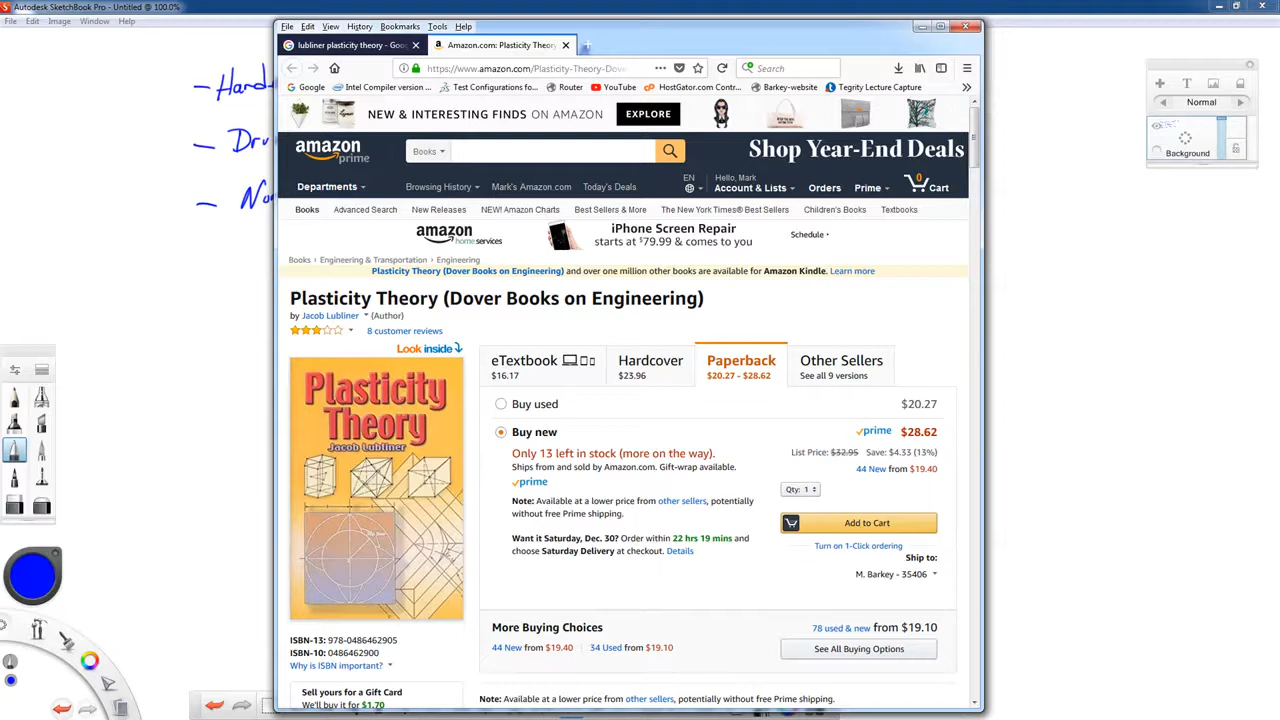 Autodesk SketchBook Pro - Untitled @ 100.0%
File Edit Image Window Help
File Edit View History Bookmarks Tools Help
lubliner plasticity theory - Goo
Amazon.com: Plasticity Theory
https://www.amazon.com/Plasticity-Theory-Dove
Search
Google Intel Compiler version ... Test Configurations fo... Router YouTube HostGator.com Contr... Barkey-website Tegrity Lecture Capture
NEW & INTERESTING FINDS ON AMAZON EXPLORE
amazon prime
Books
Shop Year-End Deals
Departments
Browsing History Mark's Amazon.com Today's Deals
EN
Hello, Mark
Account & Lists Orders Prime
0
Cart
Books Advanced Search New Releases NEW! Amazon Charts Best Sellers & More The New York Times® Best Sellers Children's Books Textbooks
amazon home services
iPhone Screen Repair
starts at $79.99 & comes to you
Schedule
Books › Engineering & Transportation › Engineering
Plasticity Theory (Dover Books on Engineering) and over one million other books are available for Amazon Kindle. Learn more
Plasticity Theory (Dover Books on Engineering)
by Jacob Lubliner (Author)
8 customer reviews
Look inside
Plasticity
Theory
Jacob Lubliner
ISBN-13: 978-0486462905
ISBN-10: 0486462900
Why is ISBN important?
Sell yours for a Gift Card
We'll buy it for $1.70
eTextbook
$16.17
Hardcover
$23.96
Paperback
$20.27 - $28.62
Other Sellers
See all 9 versions
Buy used $20.27
Buy new prime $28.62
Only 13 left in stock (more on the way).
Ships from and sold by Amazon.com. Gift-wrap available.
prime
List Price: $32.95 Save: $4.33 (13%)
44 New from $19.40
Note: Available at a lower price from other sellers, potentially
without free Prime shipping.
Qty: 1
Want it Saturday, Dec. 30? Order within 22 hrs 19 mins and
choose Saturday Delivery at checkout. Details
Add to Cart
Turn on 1-Click ordering
Ship to:
M. Barkey - 35406
More Buying Choices
78 used & new from $19.10
44 New from $19.40 34 Used from $19.10
See All Buying Options
Note: Available at a lower price from other sellers, potentially without free Prime shipping.
Normal
Background